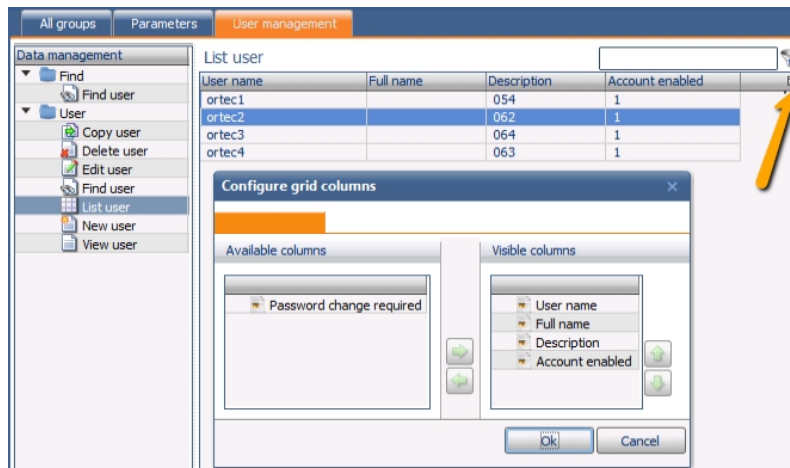 All groups Parameters User management
Data management
Find
Find user
User
Copy user
Delete user
Edit user
Find user
List user
New user
View user
List user
User name Full name Description Account enabled
ortec1 054 1
ortec2 062 1
ortec3 064 1
ortec4 063 1
Configure grid columns
Available columns
Password change required
Visible columns
User name
Full name
Description
Account enabled
Ok Cancel